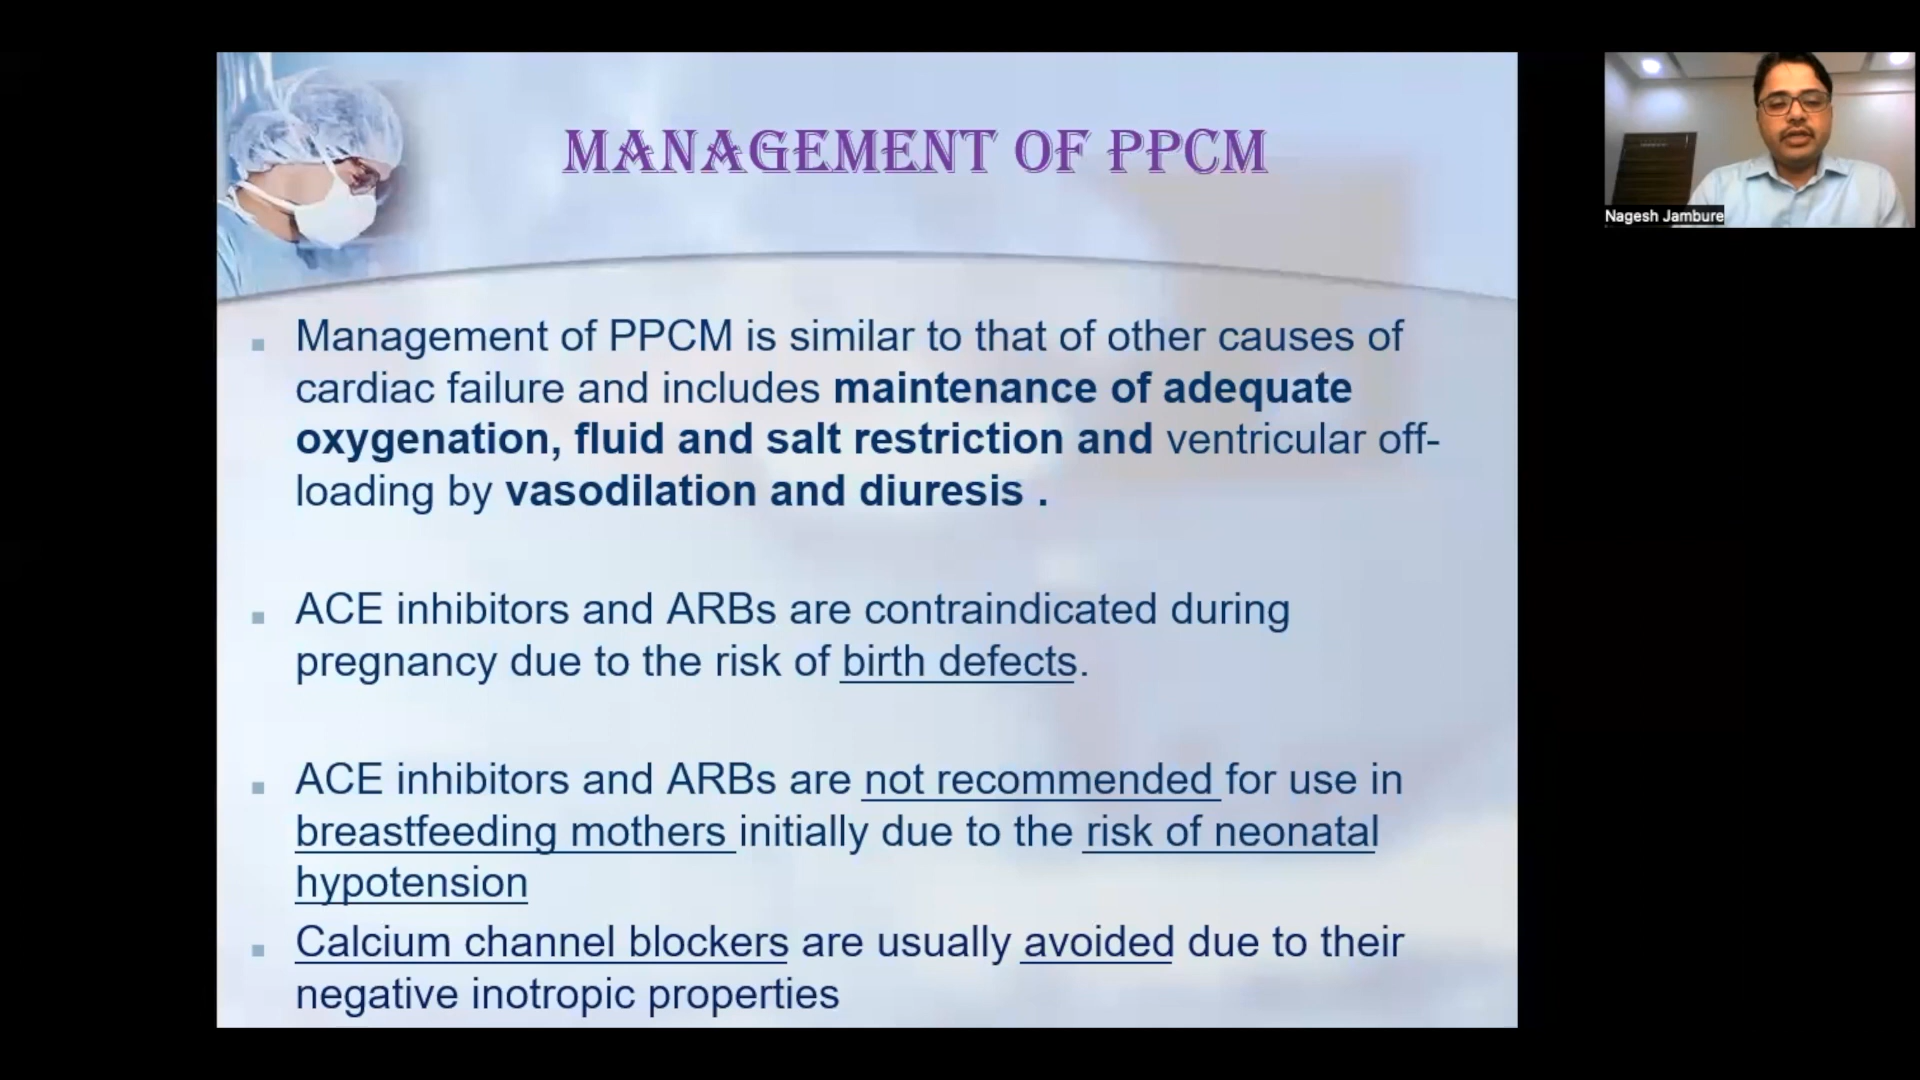 MANAGEMENT OF PPCM
Nagesh Jambure
Management of PPCM is similar to that of other causes of
cardiac failure and includes maintenance of adequate
oxygenation, fluid and salt restriction and ventricular off-
loading by vasodilation and diuresis .
ACE inhibitors and ARBs are contraindicated during
pregnancy due to the risk of birth defects.
ACE inhibitors and ARBs are not recommended for use in
breastfeeding mothers initially due to the risk of neonatal
hypotension
Calcium channel blockers are usually avoided due to their
negative inotropic properties